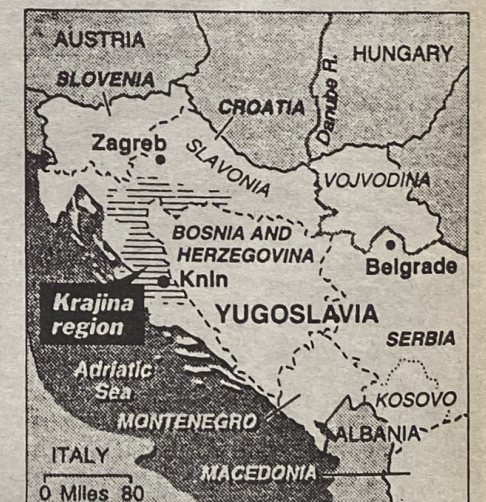 AUSTRIA
HUNGARY
SLOVENIA
CROATIA
Danube R.
Zagreb
SLAVONIA
VOJVODINA
BOSNIA AND
HERZEGOVINA
Belgrade
Knin
Krajina
region
YUGOSLAVIA
SERBIA
Adriatic
Sea
KOSOVO
MONTENEGRO
ALBANIA
ITALY
MACEDONIA
0 Miles 80